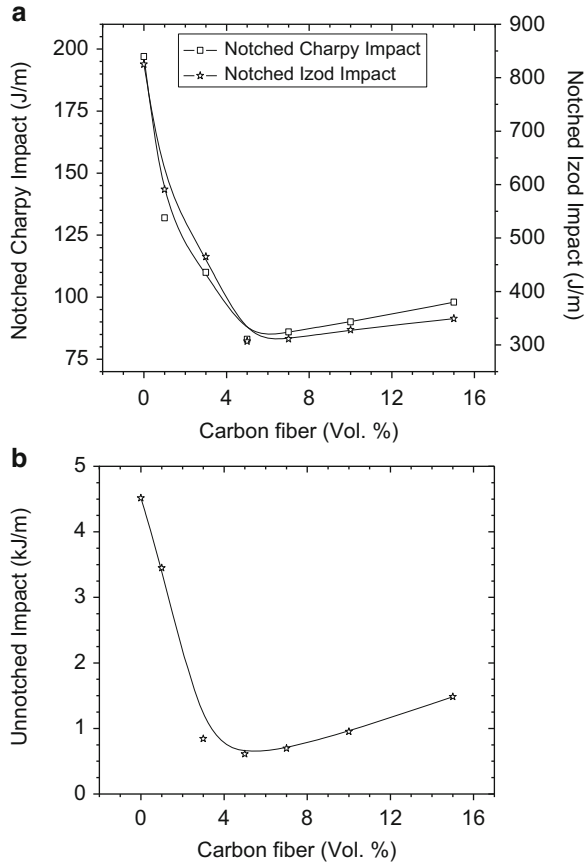 a
200
175
150
125
100
75
Notched Charpy Impact (J/m)
Notched Charpy Impact
Notched Izod Impact
900
800
700
600
500
400
300
Notched Izod Impact (J/m)
0 4 8 12 16
Carbon fiber (Vol. %)
b
5
4
3
2
1
0
Unnotched Impact (kJ/m)
0 4 8 12 16
Carbon fiber (Vol. %)